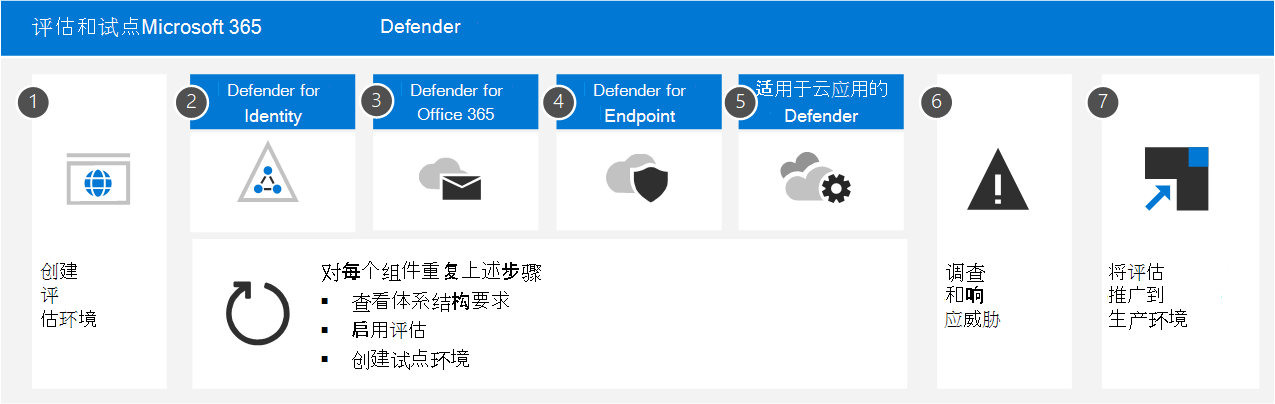 评估和试点Microsoft 365 Defender
1
创建
评
估环境
2
Defender for
Identity
3
Defender for
Office 365
4
Defender for
Endpoint
5
适用于云应用的
Defender
对每个组件重复上述步骤
▪ 查看体系结构要求
▪ 启用评估
▪ 创建试点环境
6
调查
和响
应威胁
7
将评估
推广到
生产环境